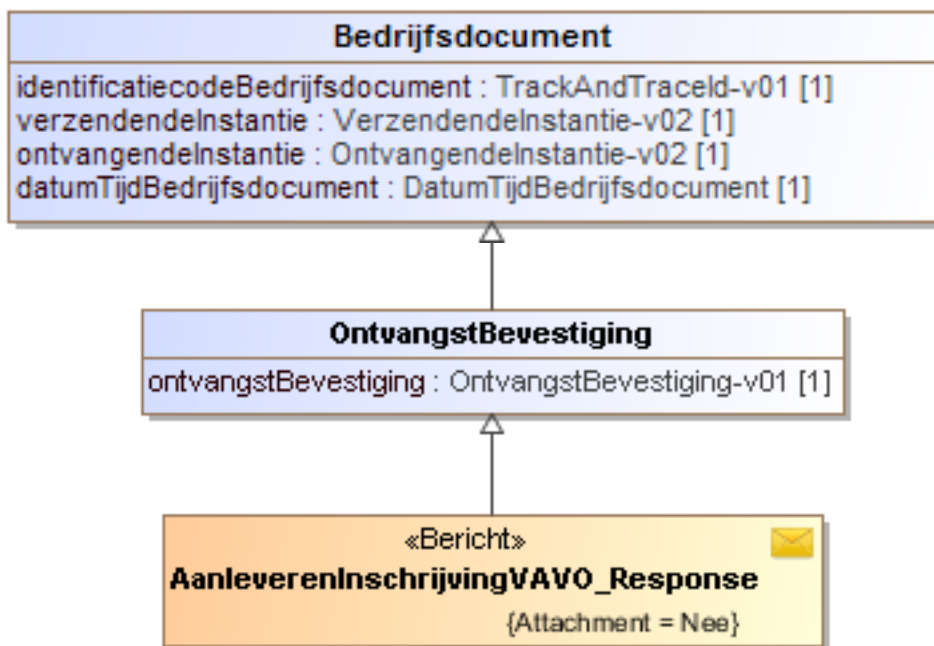 Bedrijfsdocument
identificatiecodeBedrijfsdocument : TrackAndTraceId-v01 [1]
verzendendeInstantie : VerzendendeInstantie-v02 [1]
ontvangendeInstantie : OntvangendeInstantie-v02 [1]
datumTijdBedrijfsdocument : DatumTijdBedrijfsdocument [1]
OntvangstBevestiging
ontvangstBevestiging : OntvangstBevestiging-v01 [1]
«Bericht»
AanleverenInschrijvingVAVO_Response
{Attachment = Nee}